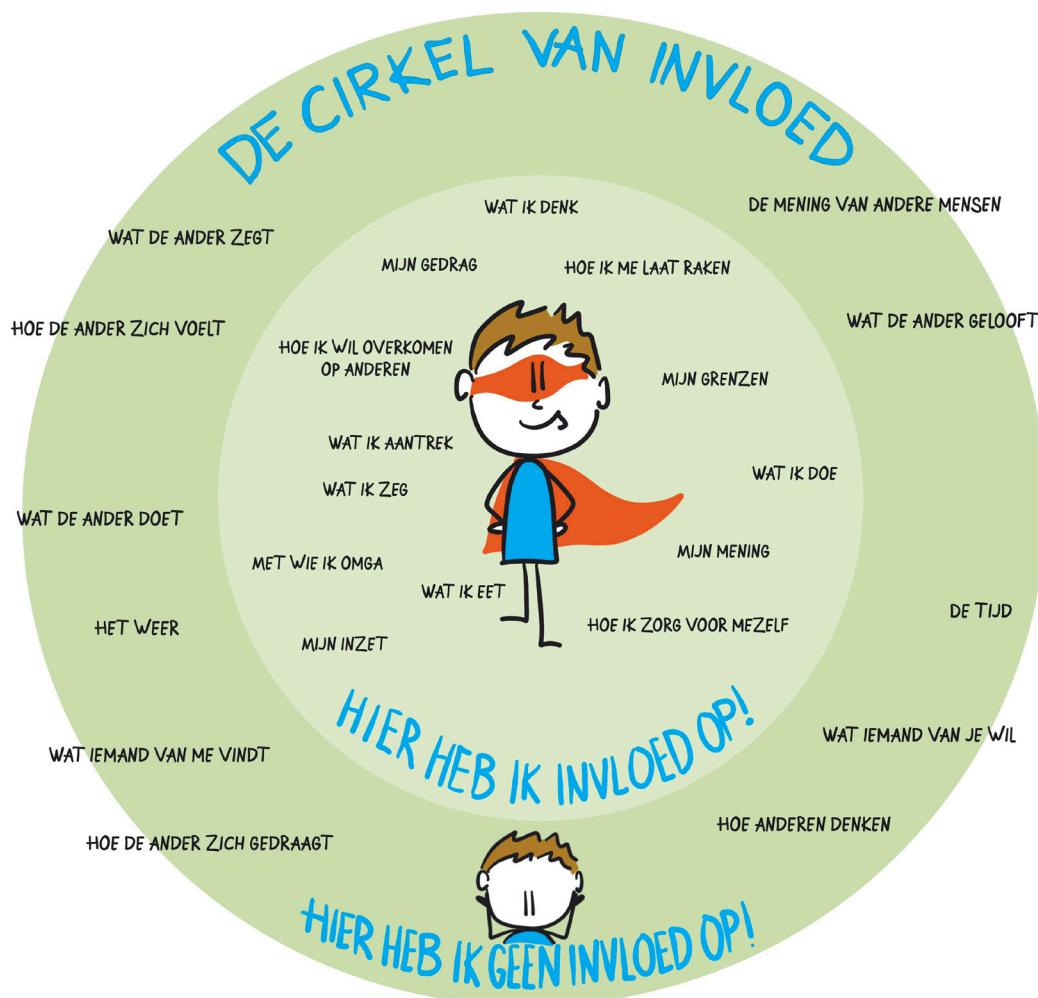 DE CIRKEL VAN INVLOED
WAT IK DENK
DE MENING VAN ANDERE MENSEN
WAT DE ANDER ZEGT
MIJN GEDRAG
HOE IK ME LAAT RAKEN
HOE DE ANDER ZICH VOELT
WAT DE ANDER GELOOFT
HOE IK WIL OVERKOMEN
OP ANDEREN
MIJN GRENZEN
WAT IK AANTREK
WAT IK DOE
WAT IK ZEG
WAT DE ANDER DOET
MIJN MENING
MET WIE IK OMGA
WAT IK EET
DE TIJD
HET WEER
HOE IK ZORG VOOR MEZELF
MIJN INZET
HIER HEB IK INVLOED OP!
WAT IEMAND VAN JE WIL
WAT IEMAND VAN ME VINDT
HOE ANDEREN DENKEN
HOE DE ANDER ZICH GEDRAAGT
HIER HEB IK GEEN INVLOED OP!